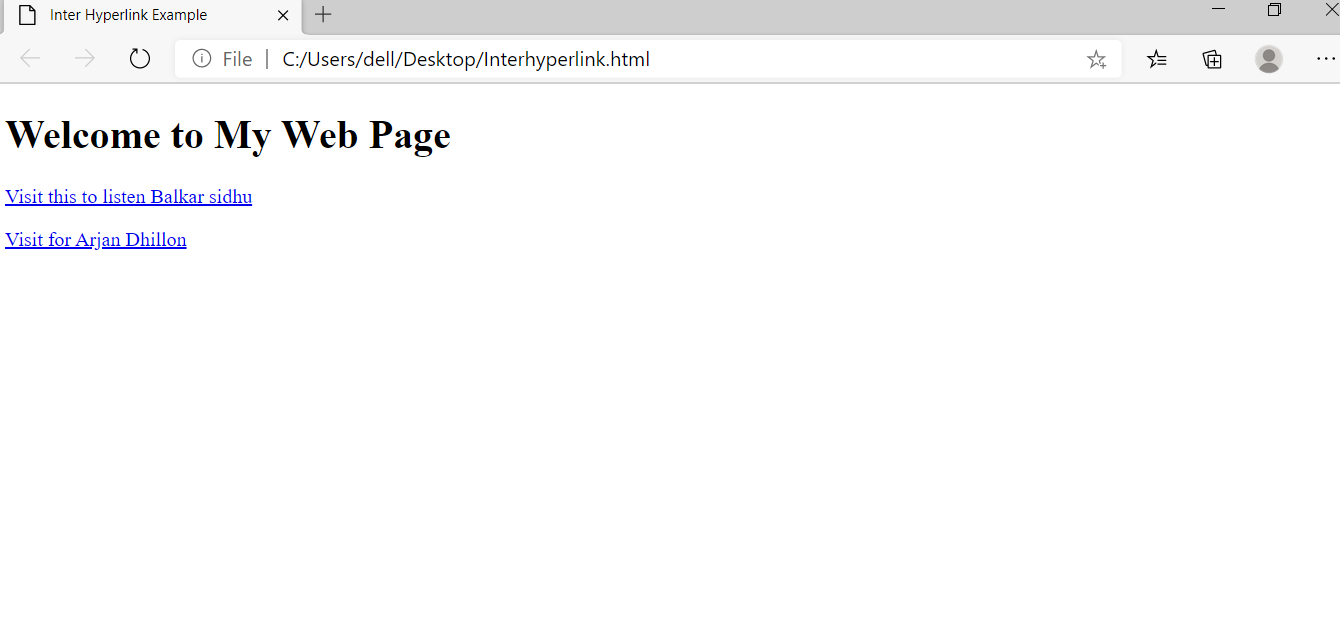 Inter Hyperlink Example
File | C:/Users/dell/Desktop/Interhyperlink.html
Welcome to My Web Page
Visit this to listen Balkar sidhu
Visit for Arjan Dhillon